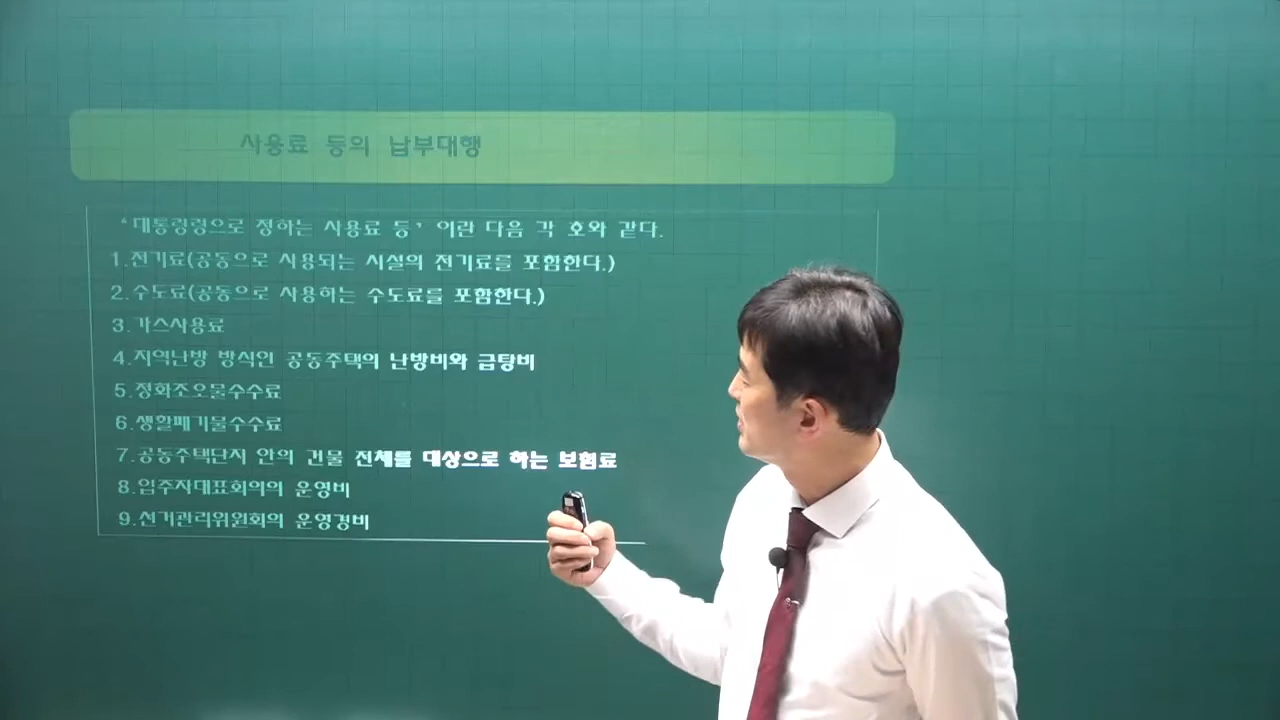 사용료 등의 납부대행
“대통령령으로 정하는 사용료 등” 이란 다음 각 호와 같다.
1.전기료(공동으로 사용되는 시설의 전기료를 포함한다.)
2.수도료(공동으로 사용하는 수도료를 포함한다.)
3.가스사용료
4.지역난방 방식인 공동주택의 난방비와 급탕비
5.정화조오물수수료
6.생활폐기물수수료
7.공동주택단지 안의 건물 전체를 대상으로 하는 보험료
8.입주자대표회의의 운영비
9.선거관리위원회의 운영경비